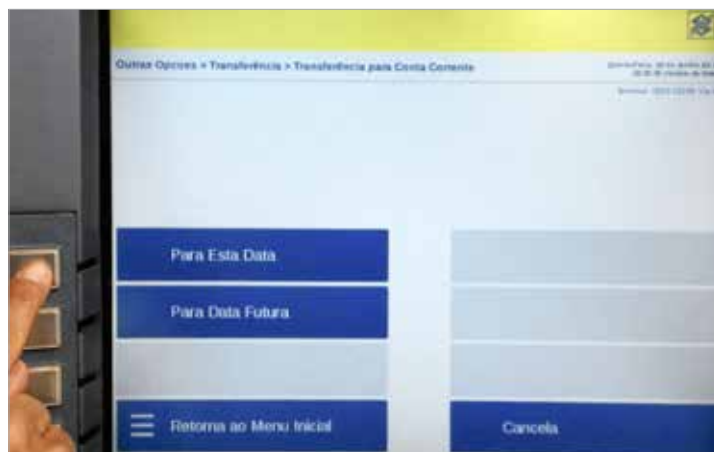 Outras Opcoes > Transferência > Transferência para Conta Corrente
Para Esta Data
Para Data Futura
Retorna ao Menu Inicial
Cancela